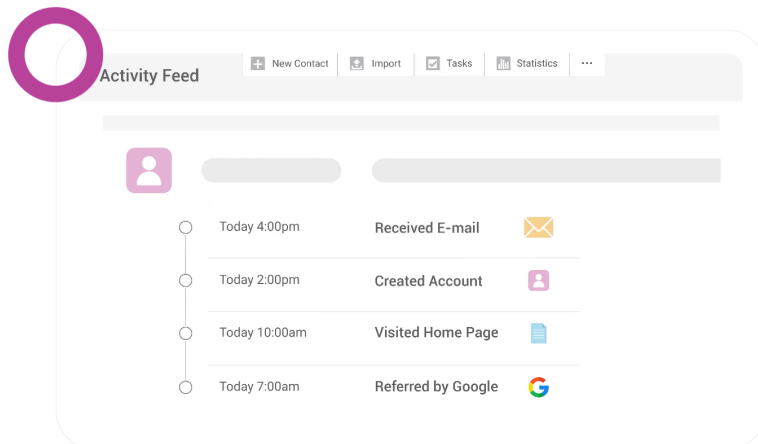 Activity Feed
New Contact Import Tasks Statistics ...
Today 4:00pm Received E-mail
Today 2:00pm Created Account
Today 10:00am Visited Home Page
Today 7:00am Referred by Google